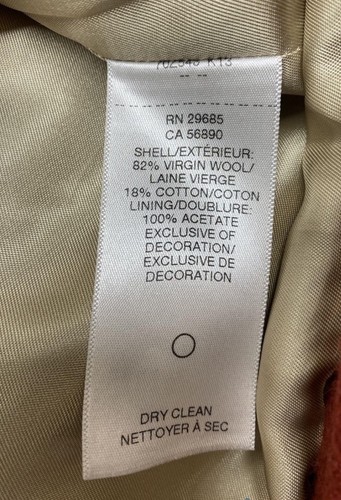 RN 29685
CA 56890
SHELL/EXTÉRIEUR:
82% VIRGIN WOOL/
LAINE VIERGE
18% COTTON/COTON
LINING/DOUBLURE:
100% ACETATE
EXCLUSIVE OF
DECORATION/
EXCLUSIVE DE
DECORATION
DRY CLEAN
NETTOYER À SEC